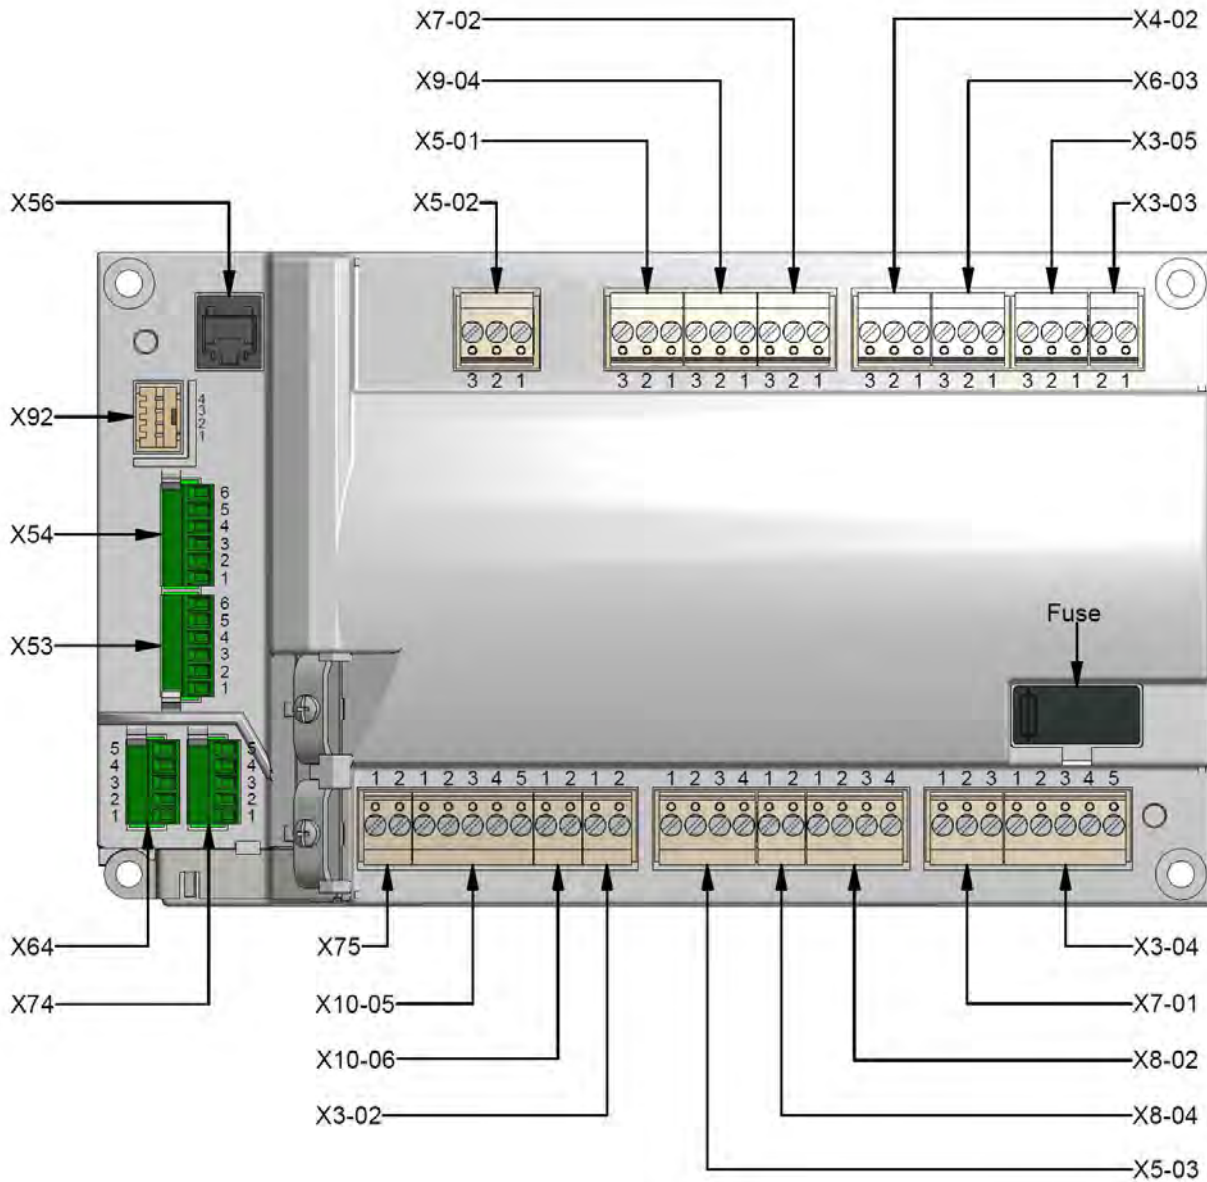 X7-02
X4-02
X9-04
X6-03
X5-01
X3-05
X56
X5-02
X3-03
3 2 1
3 2 1 3 2 1 3 2 1
3 2 1 3 2 1 3 2 1 2 1
X92
4
3
2
1
X54
6
5
4
3
2
1
X53
6
5
4
3
2
1
Fuse
5
4
3
2
1
5
4
3
2
1
1 2 1 2 3 4 5 1 2 1 2
1 2 3 4 1 2 1 2 3 4
1 2 3 1 2 3 4 5
X64
X75
X3-04
X74
X10-05
X7-01
X10-06
X8-02
X3-02
X8-04
X5-03